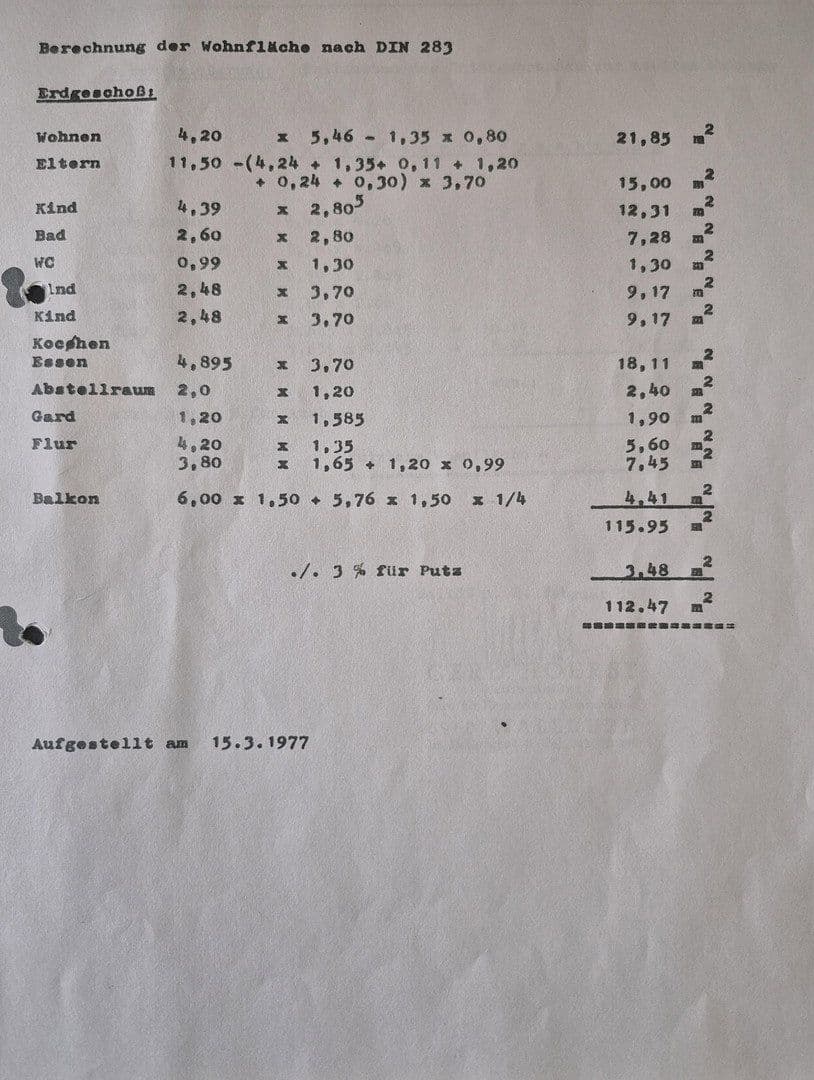 Berechnung der Wohnfläche nach DIN 283
Erdgeschoß:
Wohnen 4,20 x 5,46 - 1,35 x 0,80 21,85 m²
Eltern 11,50 -(4,24 + 1,35+ 0,11 + 1,20
+ 0,24 + 0,30) x 3,70 15,00 m²
Kind 4,39 x 2,80⁵ 12,31 m²
Bad 2,60 x 2,80 7,28 m²
WC 0,99 x 1,30 1,30 m²
ind 2,48 x 3,70 9,17 m²
Kind 2,48 x 3,70 9,17 m²
Kochen
Essen 4,895 x 3,70 18,11 m²
Abstellraum 2,0 x 1,20 2,40 m²
Gard 1,20 x 1,585 1,90 m²
Flur 4,20 x 1,35 5,60 m²
3,80 x 1,65 + 1,20 x 0,99 7,45 m²
Balkon 6,00 x 1,50 + 5,76 x 1,50 x 1/4 4,41 m²
115.95 m²
./. 3 % für Putz 3,48 m²
112.47 m²
Aufgestellt am 15.3.1977